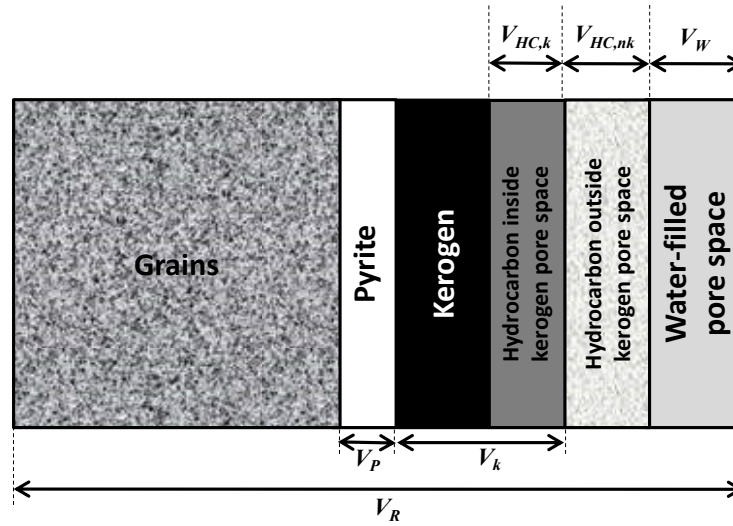 V_HC,k
V_HC,nk
V_W
Grains
Pyrite
Kerogen
Hydrocarbon inside
kerogen pore space
Hydrocarbon outside
kerogen pore space
Water-filled
pore space
V_P
V_k
V_R